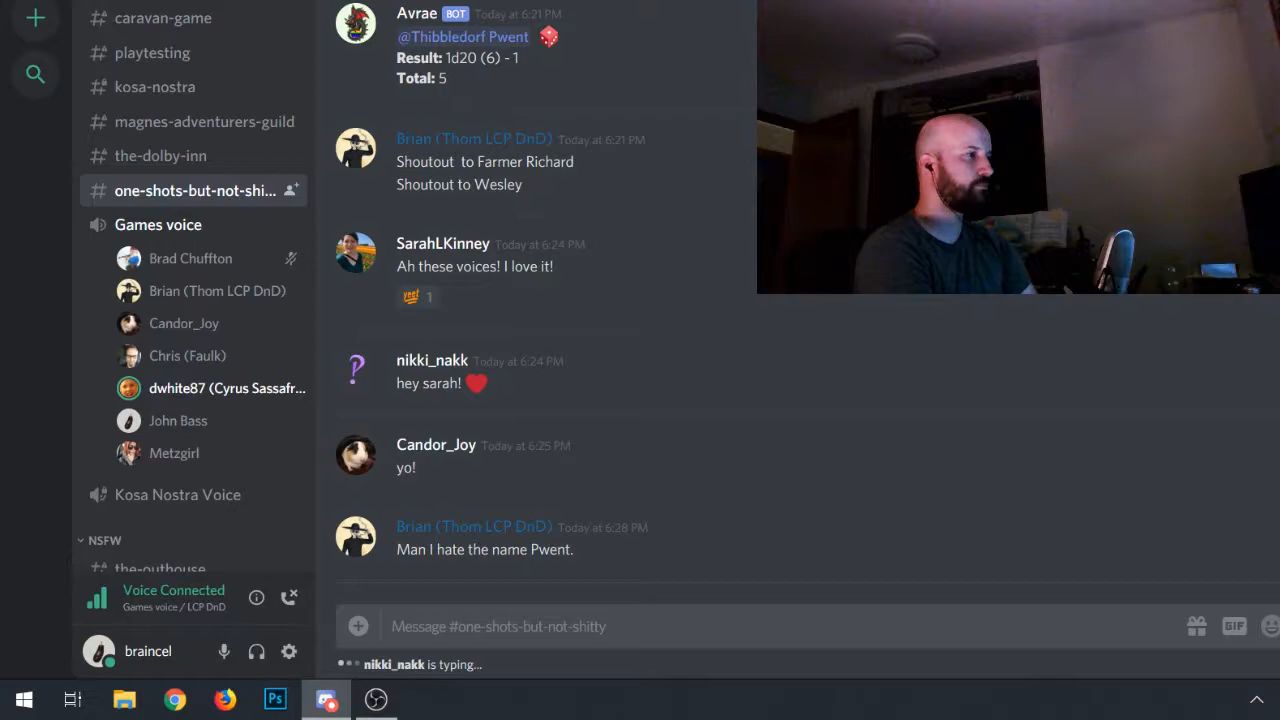 caravan-game
playtesting
kosa-nostra
magnes-adventurers-guild
the-dolby-inn
one-shots-but-not-shi...
Games voice
Brad Chuffton
Brian (Thom LCP DnD)
Candor_Joy
Chris (Faulk)
dwhite87 (Cyrus Sassafr...
John Bass
Metzgirl
Kosa Nostra Voice
NSFW
the-outhouse
Voice Connected
Games voice / LCP DnD
braincel
Avrae BOT Today at 6:21 PM
@Thibbledorf Pwent
Result: 1d20 (6) - 1
Total: 5
Brian (Thom LCP DnD) Today at 6:21 PM
Shoutout to Farmer Richard
Shoutout to Wesley
SarahLKinney Today at 6:24 PM
Ah these voices! I love it!
yeet 1
nikki_nakk Today at 6:24 PM
hey sarah!
Candor_Joy Today at 6:25 PM
yo!
Brian (Thom LCP DnD) Today at 6:28 PM
Man I hate the name Pwent.
Message #one-shots-but-not-shitty
GIF
nikki_nakk is typing...
Ps